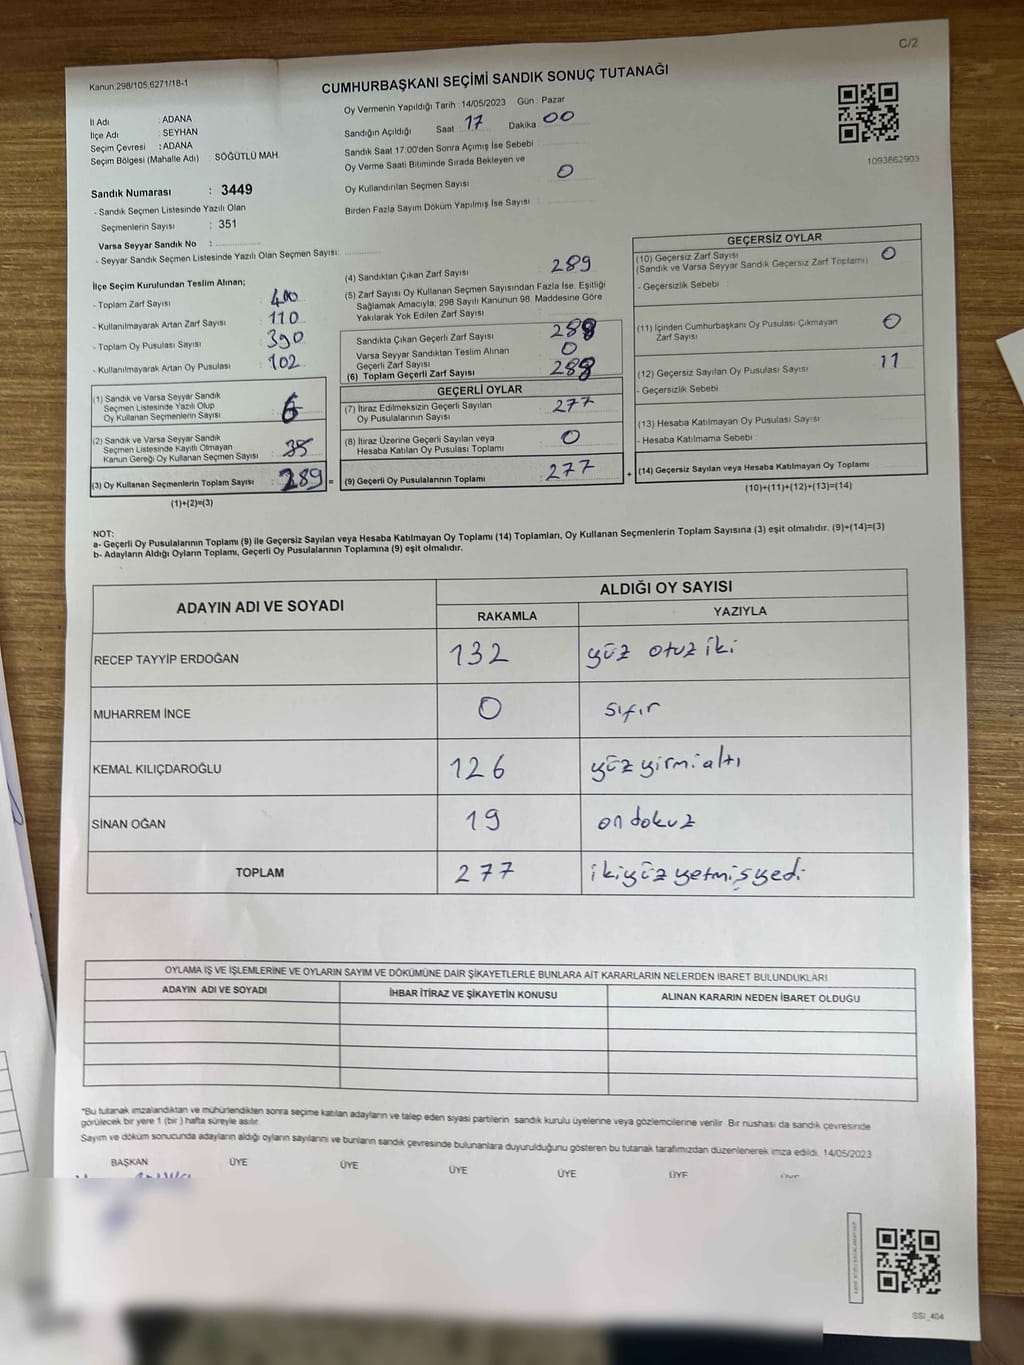 C/2
Kanun:298/105,6271/18-1
CUMHURBAŞKANI SEÇİMİ SANDIK SONUÇ TUTANAĞI
İl Adı : ADANA
İlçe Adı : SEYHAN
Seçim Çevresi : ADANA
Seçim Bölgesi (Mahalle Adı) SÖĞÜTLÜ MAH.
Sandık Numarası : 3449
- Sandık Seçmen Listesinde Yazılı Olan
Seçmenlerin Sayısı : 351
Varsa Seyyar Sandık No :
- Seyyar Sandık Seçmen Listesinde Yazılı Olan Seçmen Sayısı:
Oy Vermenin Yapıldığı Tarih : 14/05/2023 Gün : Pazar
Sandığın Açıldığı Saat 17 Dakika : 00
Sandık Saat 17:00'den Sonra Açımış İse Sebebi :
Oy Verme Saati Bitiminde Sırada Bekleyen ve
Oy Kullandırılan Seçmen Sayısı : 0
Birden Fazla Sayım Döküm Yapılmış İse Sayısı :
1093862903
İlçe Seçim Kurulundan Teslim Alınan;
- Toplam Zarf Sayısı : 400
- Kullanılmayarak Artan Zarf Sayısı : 110
- Toplam Oy Pusulası Sayısı : 390
- Kullanılmayarak Artan Oy Pusulası : 102
(1) Sandık ve Varsa Seyyar Sandık
Seçmen Listesinde Yazılı Olup
Oy Kullanan Seçmenlerin Sayısı
(2) Sandık ve Varsa Seyyar Sandık
Seçmen Listesinde Kayıtlı Olmayan
Kanun Gereği Oy Kullanan Seçmen Sayısı
(3) Oy Kullanan Seçmenlerin Toplam Sayısı 289 =
(1)+(2)=(3)
(4) Sandıktan Çıkan Zarf Sayısı : 289
(5) Zarf Sayısı Oy Kullanan Seçmen Sayısından Fazla İse, Eşitliği
Sağlamak Amacıyla; 298 Sayılı Kanunun 98. Maddesine Göre
Yakılarak Yok Edilen Zarf Sayısı :
Sandıkta Çıkan Geçerli Zarf Sayısı : 288
Varsa Seyyar Sandıktan Teslim Alınan
Geçerli Zarf Sayısı : 0
(6) Toplam Geçerli Zarf Sayısı : 288
GEÇERLİ OYLAR
(7) İtiraz Edilmeksizin Geçerli Sayılan
Oy Pusulalarının Sayısı : 277
(8) İtiraz Üzerine Geçerli Sayılan veya
Hesaba Katılan Oy Pusulası Toplamı : 0
(9) Geçerli Oy Pusulalarının Toplamı : 277 +
GEÇERSİZ OYLAR
(10) Geçersiz Zarf Sayısı : 0
(Sandık ve Varsa Seyyar Sandık Geçersiz Zarf Toplamı)
- Geçersizlik Sebebi :
(11) İçinden Cumhurbaşkanı Oy Pusulası Çıkmayan
Zarf Sayısı : 0
(12) Geçersiz Sayılan Oy Pusulası Sayısı : 11
- Geçersizlik Sebebi
(13) Hesaba Katılmayan Oy Pusulası Sayısı
- Hesaba Katılmama Sebebi
(14) Geçersiz Sayılan veya Hesaba Katılmayan Oy Toplamı
(10)+(11)+(12)+(13)=(14)
NOT:
a- Geçerli Oy Pusulalarının Toplamı (9) ile Geçersiz Sayılan veya Hesaba Katılmayan Oy Toplamı (14) Toplamları, Oy Kullanan Seçmenlerin Toplam Sayısına (3) eşit olmalıdır. (9)+(14)=(3)
b- Adayların Aldığı Oyların Toplamı, Geçerli Oy Pusulalarının Toplamına (9) eşit olmalıdır.
ADAYIN ADI VE SOYADI ALDIĞI OY SAYISI
RAKAMLA YAZIYLA
RECEP TAYYİP ERDOĞAN 132 yüz otuz iki
MUHARREM İNCE 0 sıfır
KEMAL KILIÇDAROĞLU 126 yüz yirmi altı
SİNAN OĞAN 19 on dokuz
TOPLAM 277 ikiyüz yetmiş yedi
OYLAMA İŞ VE İŞLEMLERİNE VE OYLARIN SAYIM VE DÖKÜMÜNE DAİR ŞİKAYETLERLE BUNLARA AİT KARARLARIN NELERDEN İBARET BULUNDUKLARI
ADAYIN ADI VE SOYADI İHBAR İTİRAZ VE ŞİKAYETİN KONUSU ALINAN KARARIN NEDEN İBARET OLDUĞU
*Bu tutanak imzalandıktan ve mühürlendikten sonra seçime katılan adayların ve talep eden siyasi partilerin sandık kurulu üyelerine veya gözlemcilerine verilir. Bir nüshası da sandık çevresinde
görülecek bir yere 1 (bir) hafta süreyle asılır.
Sayım ve döküm sonucunda adayların aldığı oyların sayılarını ve bunların sandık çevresinde bulunanlara duyurulduğunu gösteren bu tutanak tarafımızdan düzenlenerek imza edildi. 14/05/2023
BAŞKAN ÜYE ÜYE ÜYE ÜYE ÜYE
SSI_404